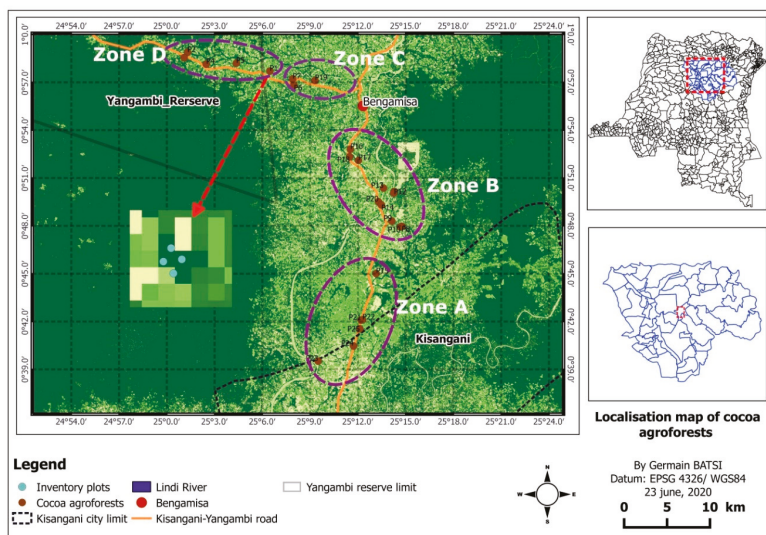 24°54.0' 24°57.0' 25°0.0' 25°3.0' 25°6.0' 25°9.0' 25°12.0' 25°15.0' 25°18.0' 25°21.0' 25°24.0'
1°0.0'
1°0.0'
Zone D
Zone C
0°57.0'
0°57.0'
Yangambi_Rerserve
Bengamisa
0°54.0'
0°54.0'
0°51.0'
0°51.0'
Zone B
0°48.0'
0°48.0'
0°45.0'
0°45.0'
Zone A
0°42.0'
0°42.0'
Kisangani
0°39.0'
0°39.0'
24°54.0' 24°57.0' 25°0.0' 25°3.0' 25°6.0' 25°9.0' 25°12.0' 25°15.0' 25°18.0' 25°21.0' 25°24.0'
Localisation map of cocoa
agroforests
Legend
Inventory plots
Lindi River
Yangambi reserve limit
Cocoa agroforests
Bengamisa
Kisangani city limit
Kisangani-Yangambi road
N
W E
S
By Germain BATSI
Datum: EPSG 4326/ WGS84
23 june, 2020
0 5 10 km